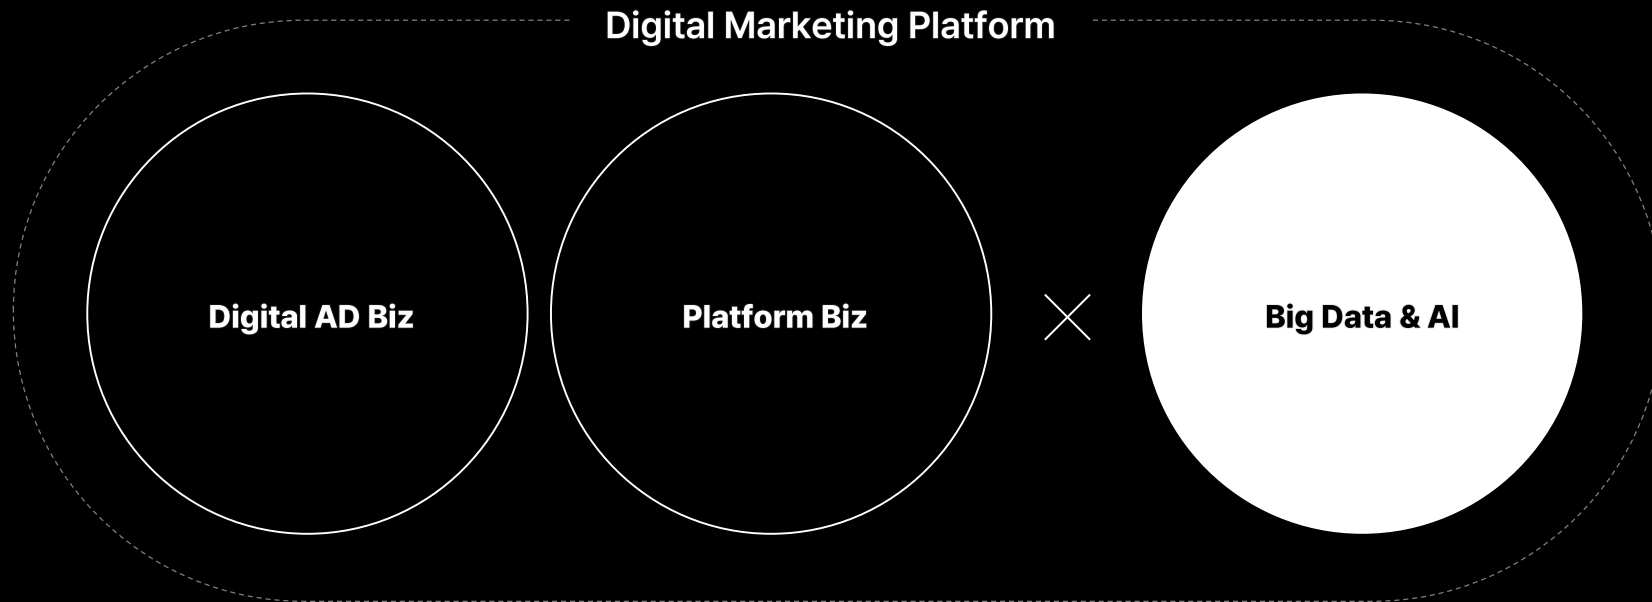 Digital Marketing Platform
Digital AD Biz
Platform Biz
Big Data & AI